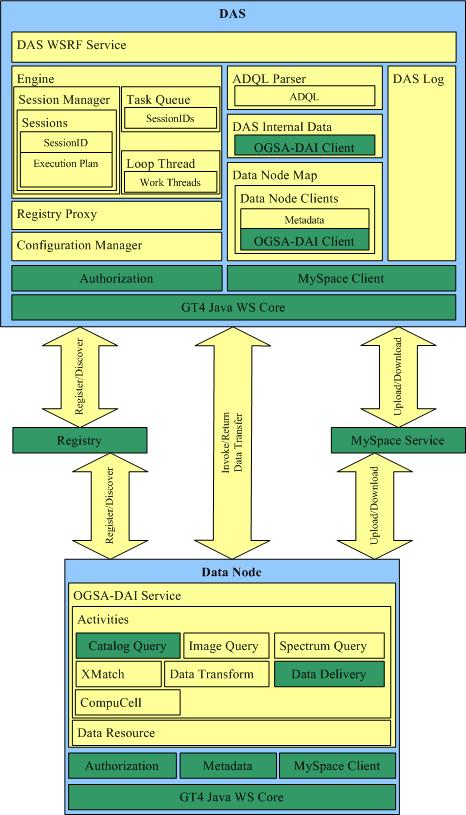 DAS
DAS WSRF Service
Engine
Session Manager
Sessions
SessionID
Execution Plan
Task Queue
SessionIDs
Loop Thread
Work Threads
Registry Proxy
Configuration Manager
ADQL Parser
ADQL
DAS Internal Data
OGSA-DAI Client
Data Node Map
Data Node Clients
Metadata
OGSA-DAI Client
DAS Log
Authorization
MySpace Client
GT4 Java WS Core
Register/Discover
Invoke/Return
Data Transfer
Upload/Download
Registry
MySpace Service
Register/Discover
Upload/Download
Data Node
OGSA-DAI Service
Activities
Catalog Query
Image Query
Spectrum Query
XMatch
Data Transform
Data Delivery
CompuCell
Data Resource
Authorization
Metadata
MySpace Client
GT4 Java WS Core